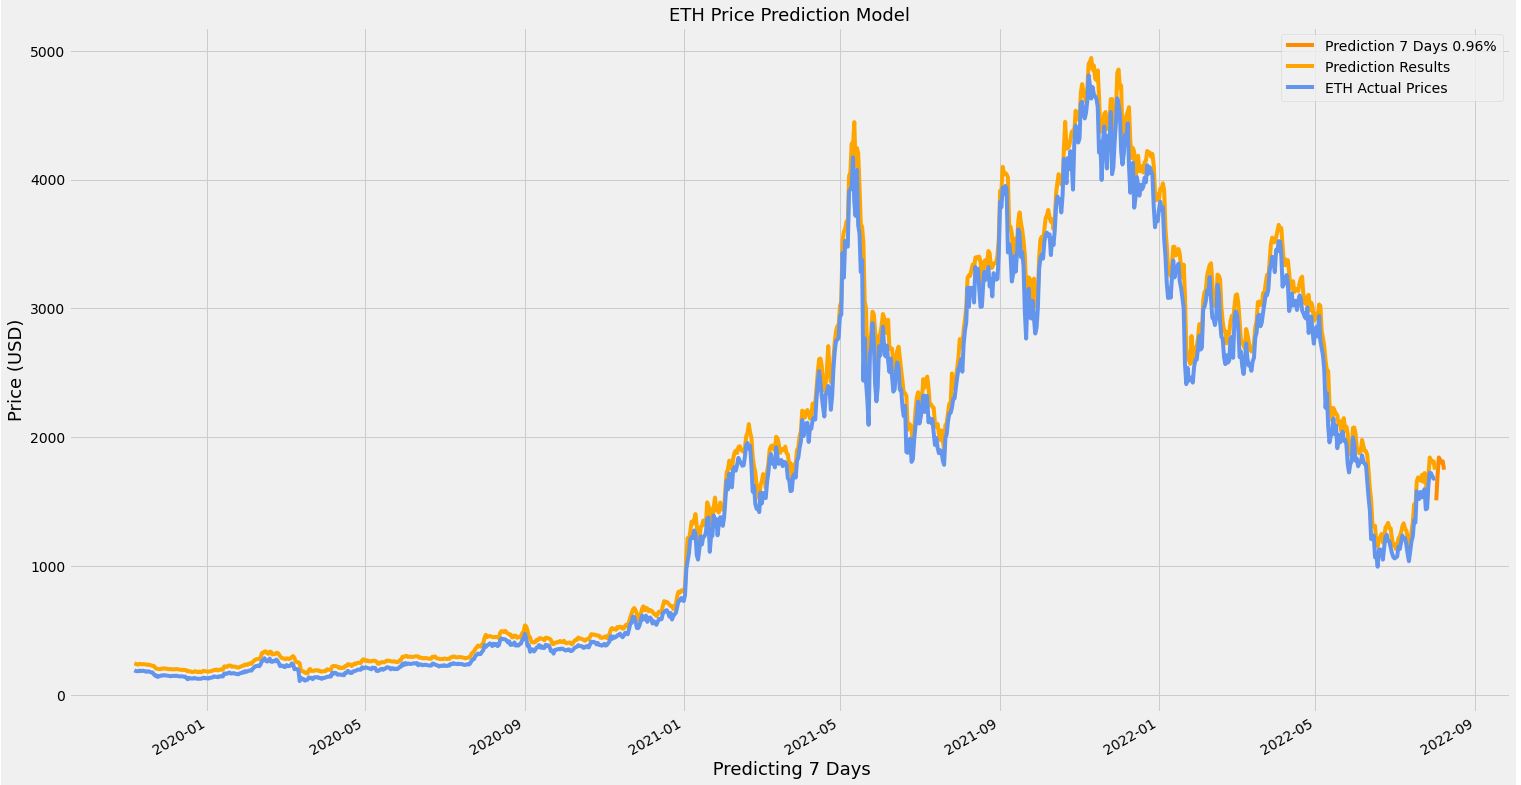 ETH Price Prediction Model
Prediction 7 Days 0.96%
Prediction Results
ETH Actual Prices
Price (USD)
5000
4000
3000
2000
1000
0
2020-01
2020-05
2020-09
2021-01
2021-05
2021-09
2022-01
2022-05
2022-09
Predicting 7 Days